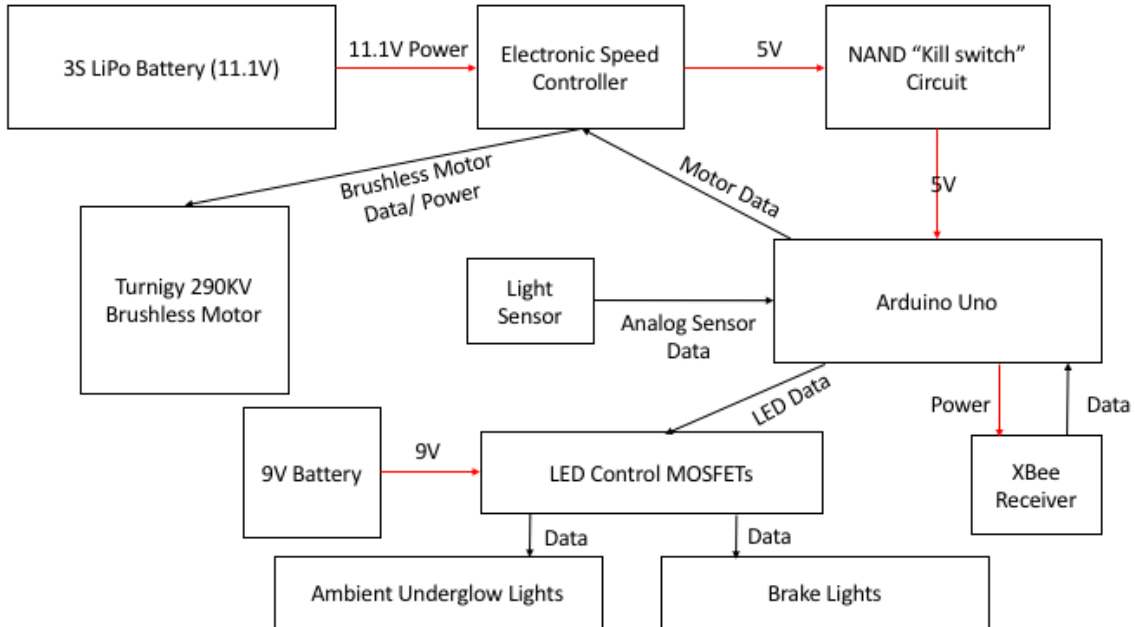 3S LiPo Battery (11.1V)
11.1V Power
Electronic Speed
Controller
5V
NAND “Kill switch”
Circuit
Brushless Motor
Data/ Power
Motor Data
5V
Turnigy 290KV
Brushless Motor
Light
Sensor
Analog Sensor
Data
Arduino Uno
LED Data
Power
Data
9V Battery
9V
LED Control MOSFETs
XBee
Receiver
Data
Data
Ambient Underglow Lights
Brake Lights